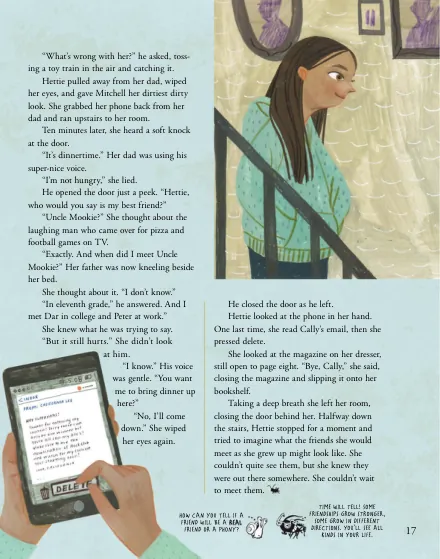 “What’s wrong with her?” he asked, toss-
ing a toy train in the air and catching it.
Hettie pulled away from her dad, wiped
her eyes, and gave Mitchell her dirtiest dirty
look. She grabbed her phone back from her
dad and ran upstairs to her room.
Ten minutes later, she heard a soft knock
at the door.
“It’s dinnertime.” Her dad was using his
super-nice voice.
“I’m not hungry,” she lied.
He opened the door just a peek. “Hettie,
who would you say is my best friend?”
“Uncle Mookie?” She thought about the
laughing man who came over for pizza and
football games on TV.
“Exactly. And when did I meet Uncle
Mookie?” Her father was now kneeling beside
her bed.
She thought about it. “I don’t know.”
“In eleventh grade,” he answered. And I
met Dar in college and Peter at work.”
She knew what he was trying to say.
“But it still hurts.” She didn’t look
at him.
“I know.” His voice
was gentle. “You want
me to bring dinner up
here?”
“No, I’ll come
down.” She wiped
her eyes again.
DELETE
He closed the door as he left.
Hettie looked at the phone in her hand.
One last time, she read Cally’s email, then she
pressed delete.
She looked at the magazine on her dresser,
still open to page eight. “Bye, Cally,” she said,
closing the magazine and slipping it onto her
bookshelf.
Taking a deep breath she left her room,
closing the door behind her. Halfway down
the stairs, Hettie stopped for a moment and
tried to imagine what the friends she would
meet as she grew up might look like. She
couldn’t quite see them, but she knew they
were out there somewhere. She couldn’t wait
to meet them.
HOW CAN YOU TELL IF A
FRIEND WILL BE A REAL
FRIEND OR A PHONY?
TIME WILL TELL! SOME
FRIENDSHIPS GROW STRONGER,
SOME GROW IN DIFFERENT
DIRECTIONS. YOU’LL SEE ALL
KINDS IN YOUR LIFE.
17